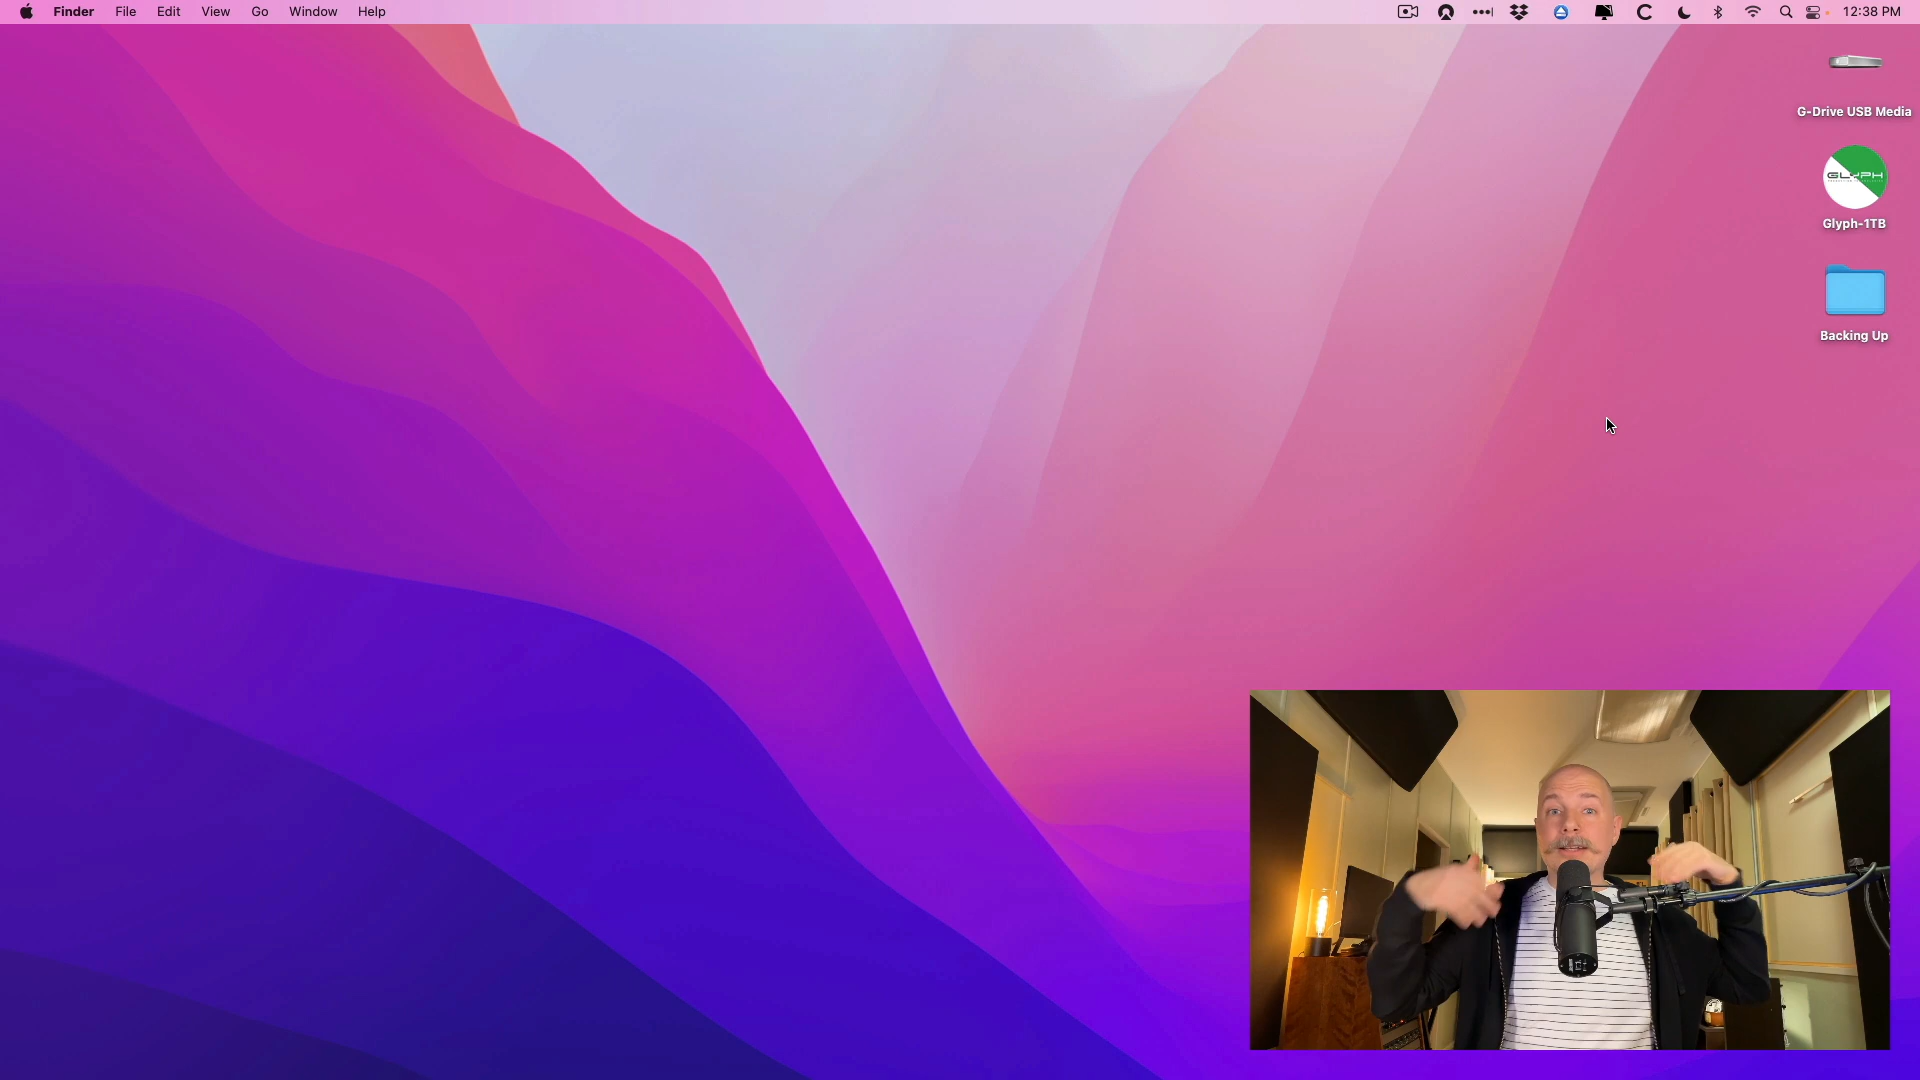 Finder File Edit View Go Window Help 12:38 PM
G-Drive USB Media
GLYPH
Glyph-1TB
Backing Up